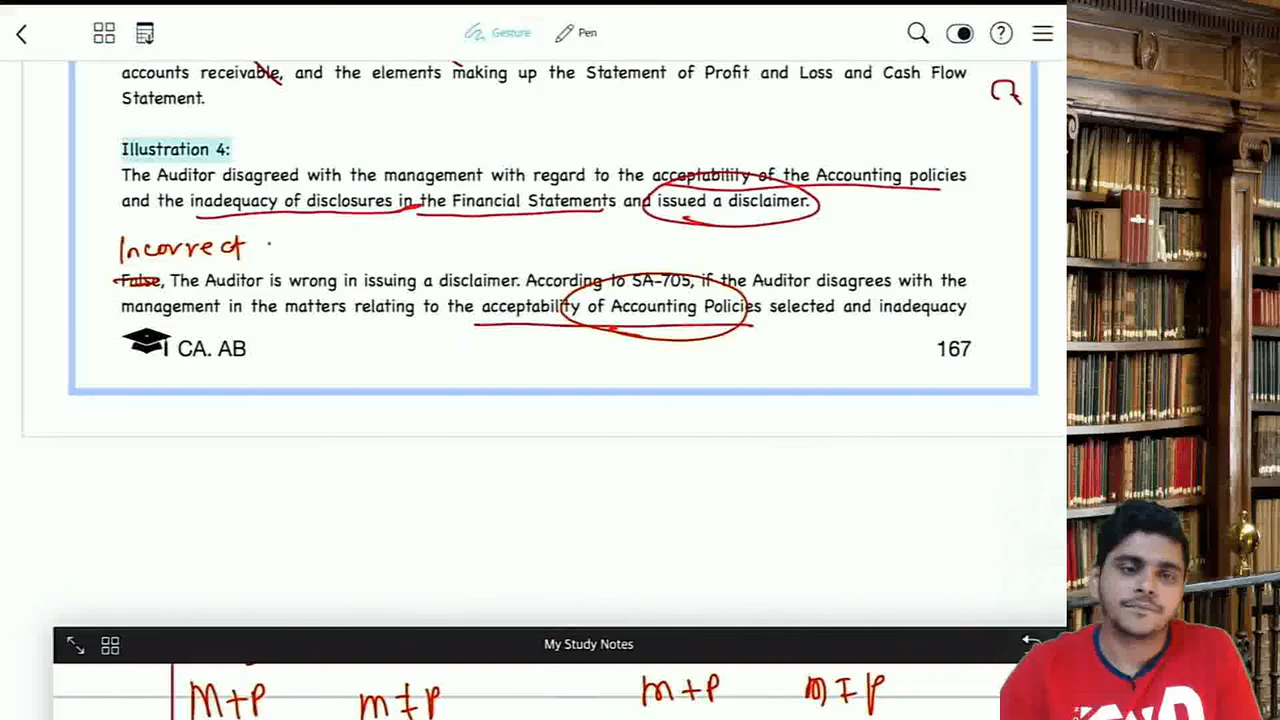 Gesture
Pen
accounts receivable, and the elements making up the Statement of Profit and Loss and Cash Flow
Statement.
Illustration 4:
The Auditor disagreed with the management with regard to the acceptability of the Accounting policies
and the inadequacy of disclosures in the Financial Statements and issued a disclaimer.
Incorrect
False, The Auditor is wrong in issuing a disclaimer. According to SA-705, if the Auditor disagrees with the
management in the matters relating to the acceptability of Accounting Policies selected and inadequacy
CA. AB 167
My Study Notes
M+P
M+P